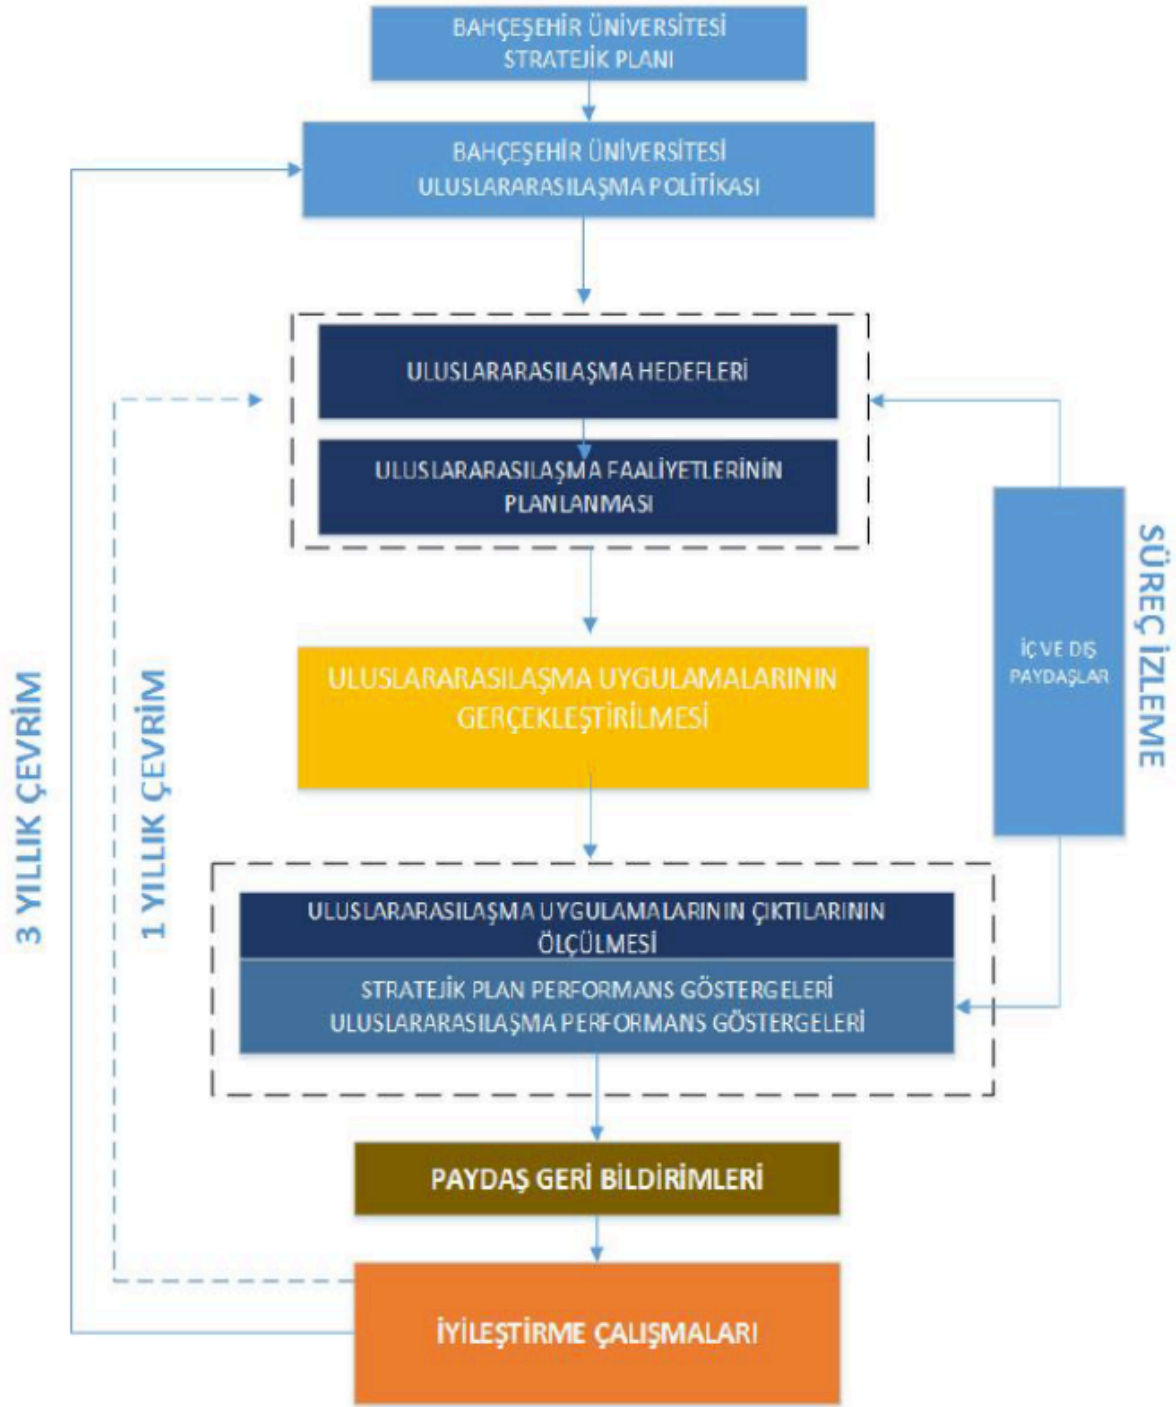 BAHÇEŞEHİR ÜNİVERSİTESİ
STRATEJİK PLANI
BAHÇEŞEHİR ÜNİVERSİTESİ
ULUSLARARASILAŞMA POLİTİKASI
ULUSLARARASILAŞMA HEDEFLERİ
ULUSLARARASILAŞMA FAALİYETLERİNİN
PLANLANMASI
ULUSLARARASILAŞMA UYGULAMALARININ
GERÇEKLEŞTİRİLMESİ
3 YILLIK ÇEVRİM
1 YILLIK ÇEVRİM
İÇ VE DIŞ
PAYDAŞLAR
SÜREÇ İZLEME
ULUSLARARASILAŞMA UYGULAMALARININ ÇIKTILARININ
ÖLÇÜLMESİ
STRATEJİK PLAN PERFORMANS GÖSTERGELERİ
ULUSLARARASILAŞMA PERFORMANS GÖSTERGELERİ
PAYDAŞ GERİ BİLDİRİMLERİ
İYİLEŞTİRME ÇALIŞMALARI